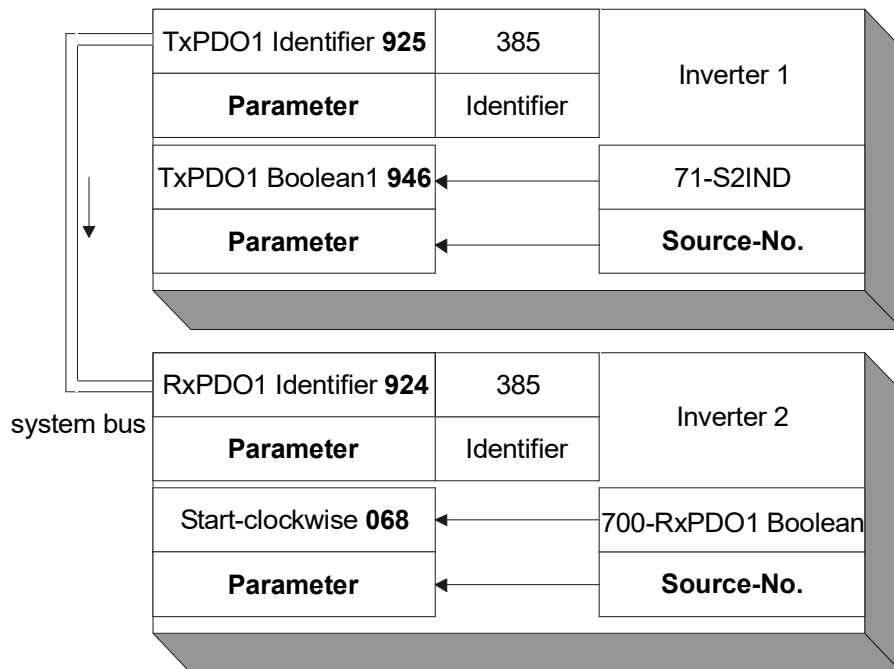 TxPDO1 Identifier 925 385
Inverter 1
Parameter Identifier
TxPDO1 Boolean1 946 71-S2IND
Parameter Source-No.
RxPDO1 Identifier 924 385
system bus
Inverter 2
Parameter Identifier
Start-clockwise 068 700-RxPDO1 Boolean
Parameter Source-No.